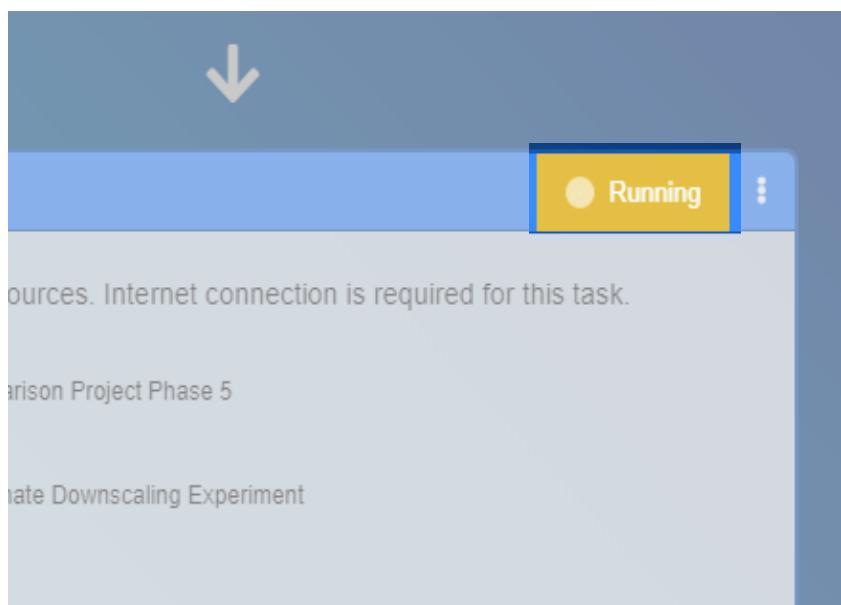 Running
ources. Internet connection is required for this task.
arison Project Phase 5
nate Downscaling Experiment